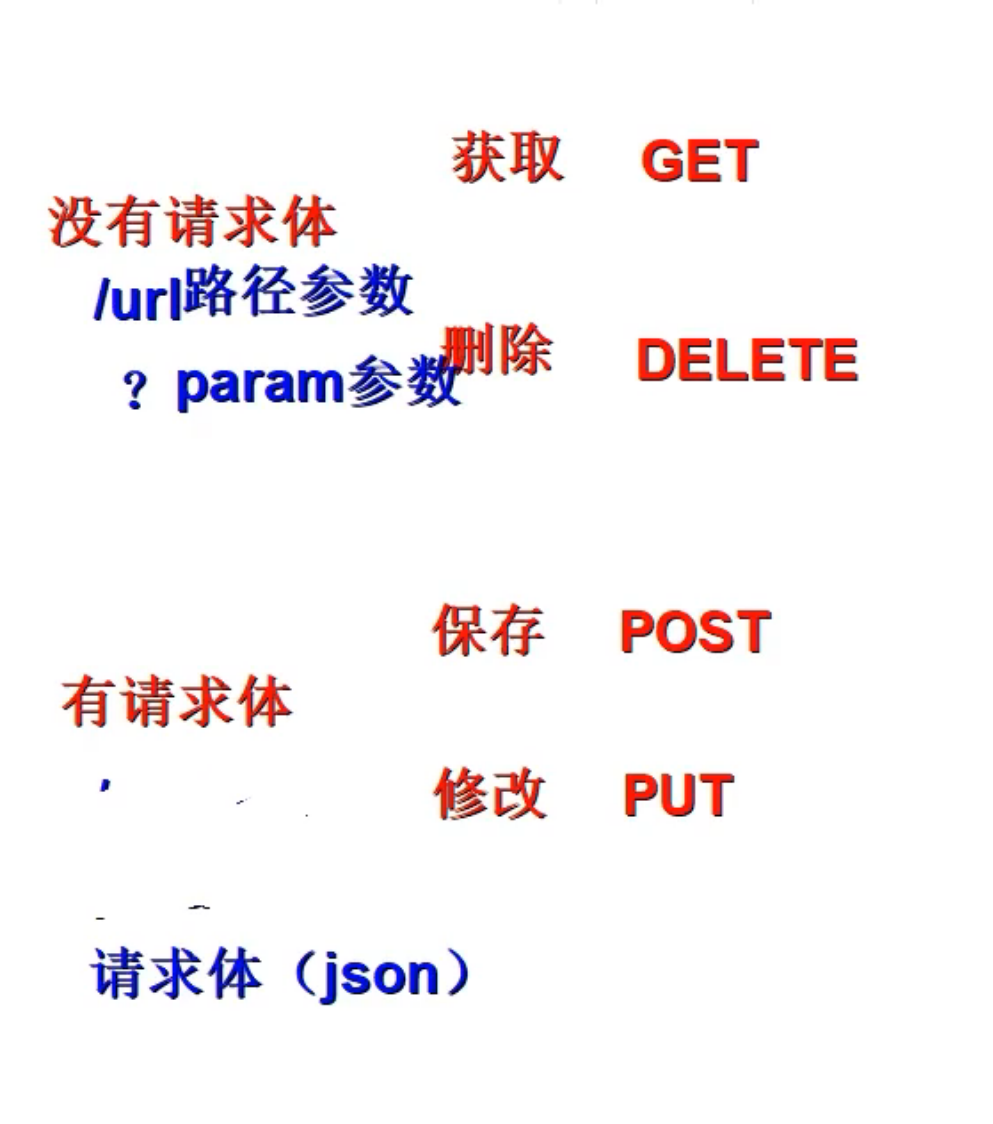 获取 GET
没有请求体
/url路径参数
删除 DELETE
？param参数
保存 POST
有请求体
修改 PUT
请求体（json）